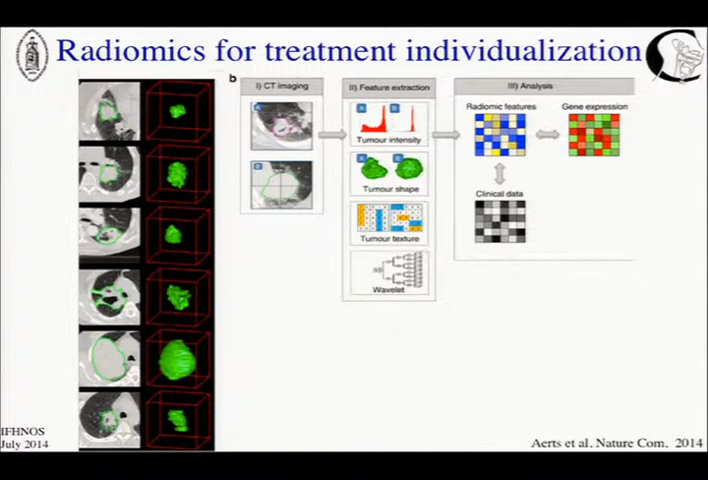 Radiomics for treatment individualization
b
I) CT imaging
II) Feature extraction
III) Analysis
A
B
A
B
Tumour intensity
A
B
Tumour shape
Tumour texture
Wavelet
Radiomic features
Gene expression
Clinical data
IFHNOS
July 2014
Aerts et al. Nature Com. 2014